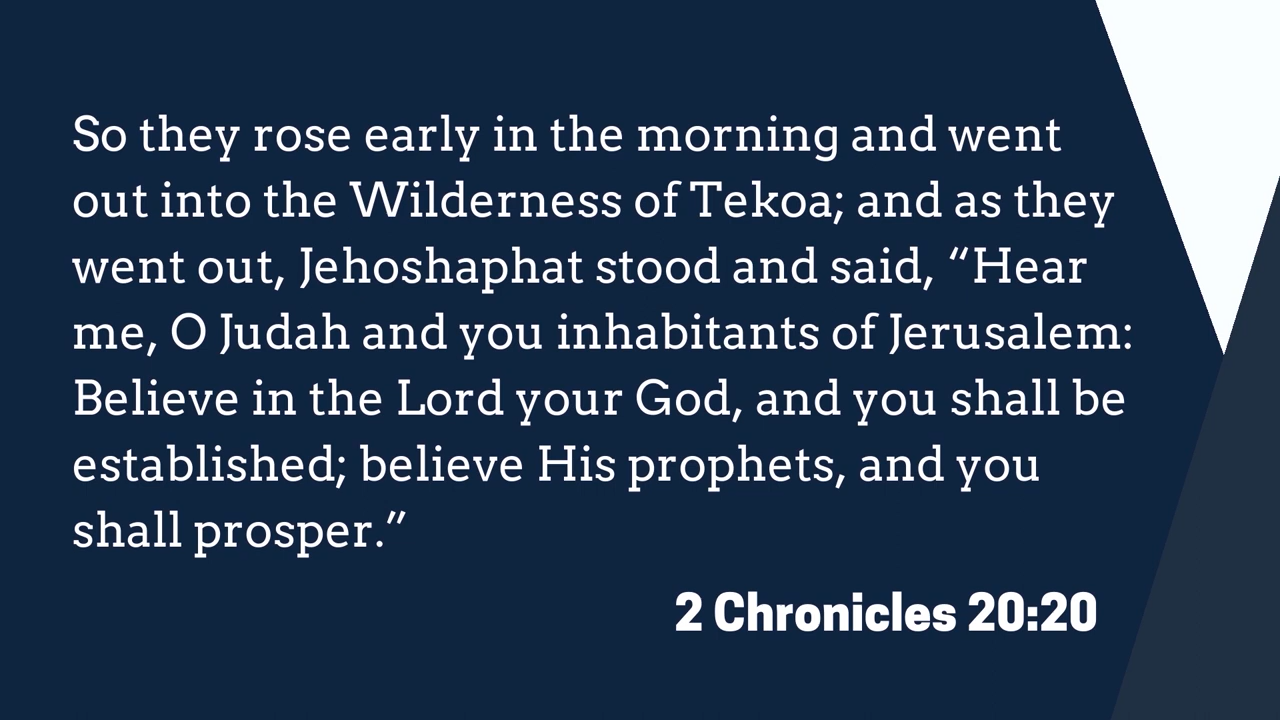 So they rose early in the morning and went
out into the Wilderness of Tekoa; and as they
went out, Jehoshaphat stood and said, “Hear
me, O Judah and you inhabitants of Jerusalem:
Believe in the Lord your God, and you shall be
established; believe His prophets, and you
shall prosper.”
2 Chronicles 20:20